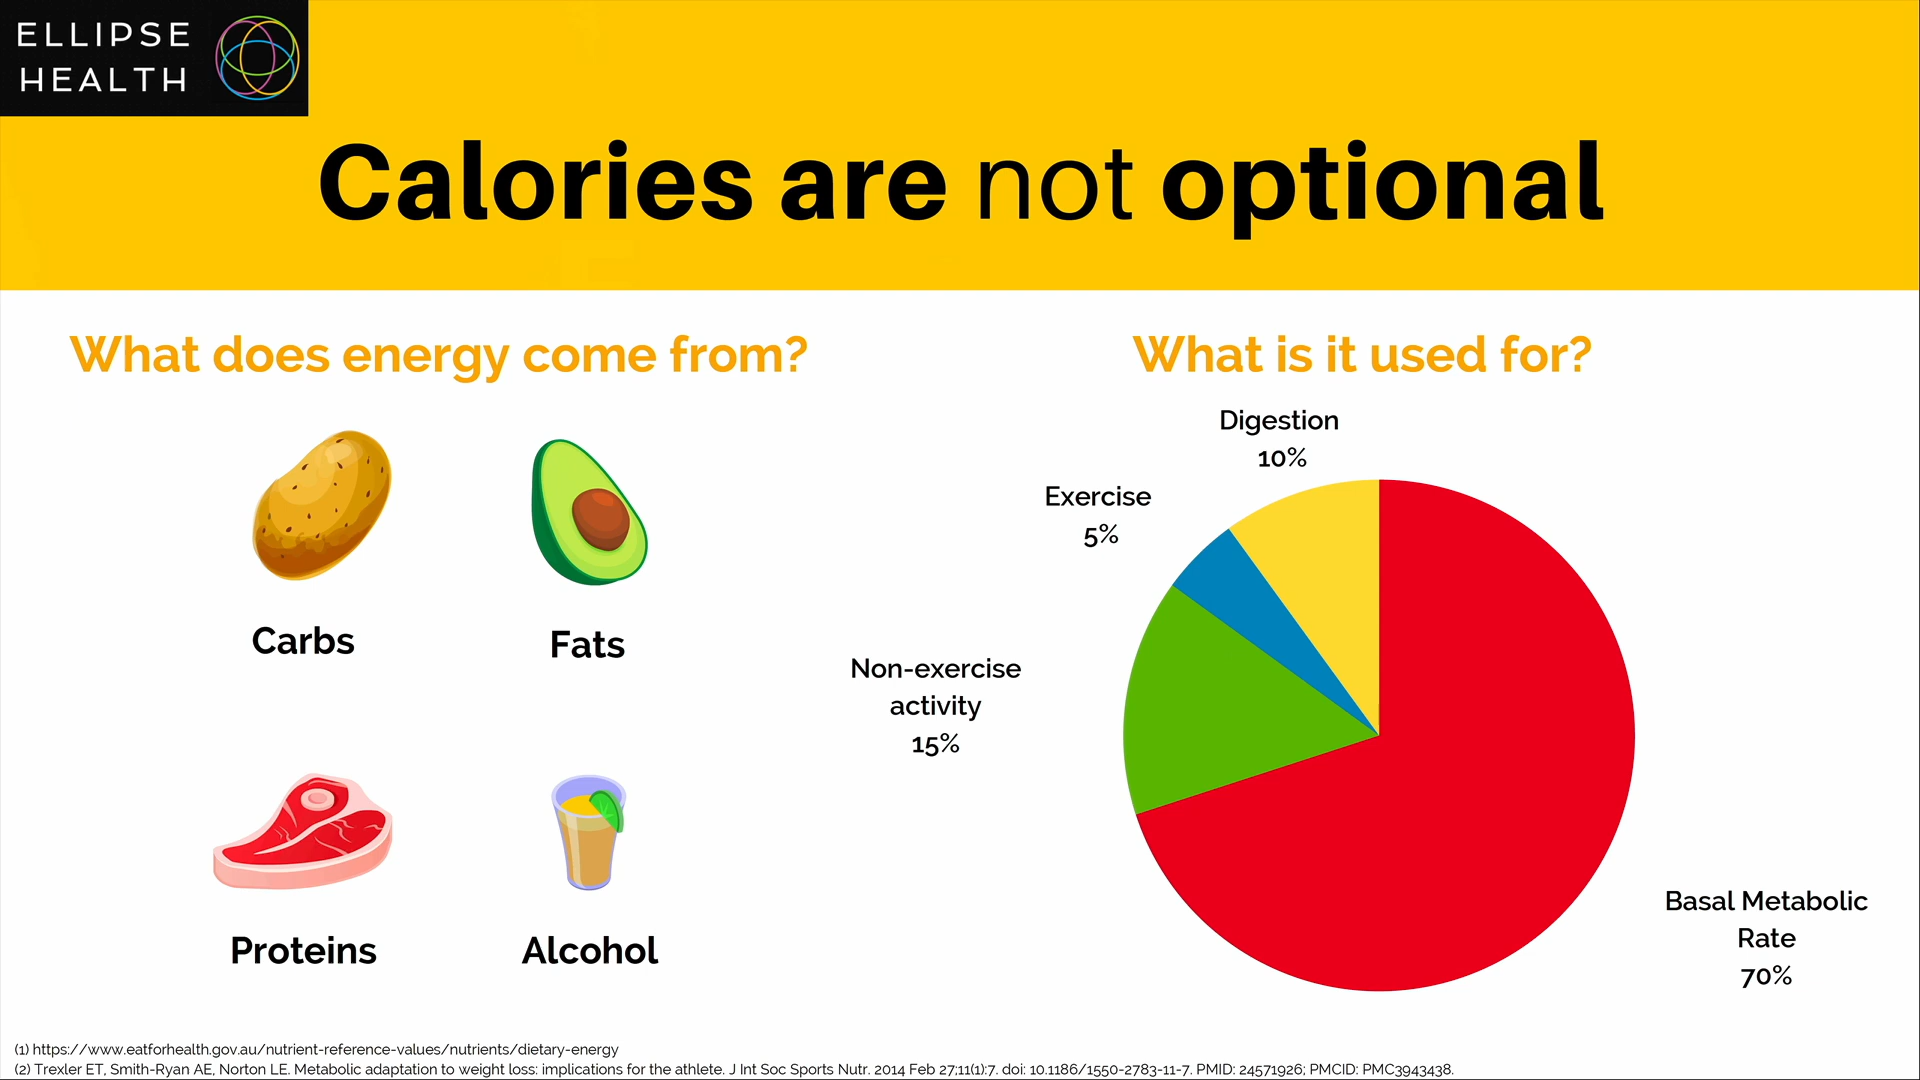 ELLIPSE
HEALTH
Calories are not optional
What does energy come from?
Carbs
Fats
Proteins
Alcohol
What is it used for?
Digestion
10%
Exercise
5%
Non-exercise
activity
15%
Basal Metabolic
Rate
70%
(1) https://www.eatforhealth.gov.au/nutrient-reference-values/nutrients/dietary-energy
(2) Trexler ET, Smith-Ryan AE, Norton LE. Metabolic adaptation to weight loss: implications for the athlete. J Int Soc Sports Nutr. 2014 Feb 27;11(1):7. doi: 10.1186/1550-2783-11-7. PMID: 24571926; PMCID: PMC3943438.